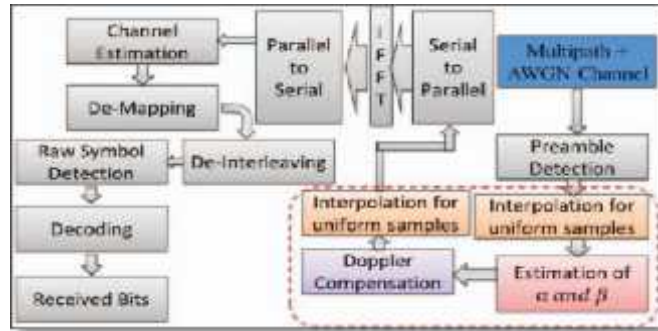 Channel
Estimation
De-Mapping
Raw Symbol
Detection
De-Interleaving
Decoding
Received Bits
Parallel
to
Serial
I
F
F
T
Serial
to
Parallel
Multipath +
AWGN Channel
Preamble
Detection
Interpolation for
uniform samples
Interpolation for
uniform samples
Doppler
Compensation
Estimation of
α and β